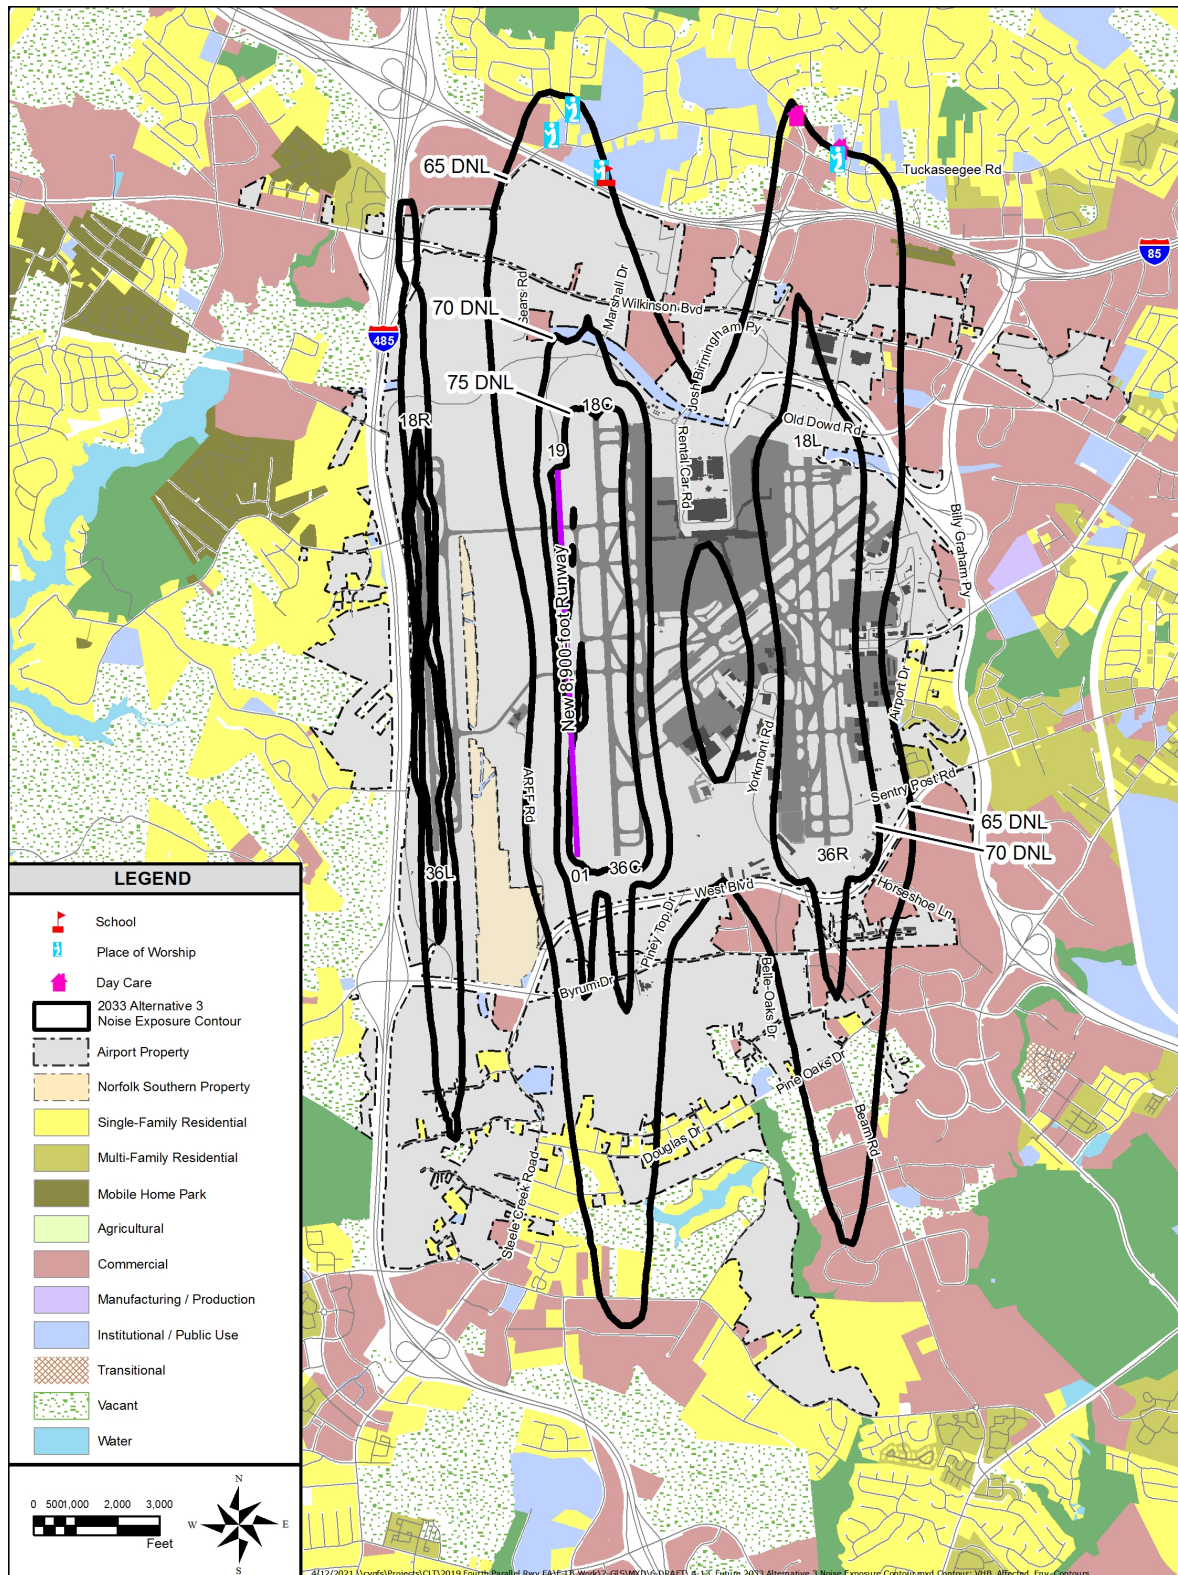 65 DNL
Tuckaseegee Rd
85
Sears Rd
Marshall Dr
Wilkinson Blvd
70 DNL
485
Josh Birmingham Py
75 DNL
18C
18R
Old Dowd Rd
18L
19
Rental Car Rd
Billy Graham Py
New 8,900-foot Runway
Airport Dr
Yorkmont Rd
ARFF Rd
Sentry Post Rd
65 DNL
70 DNL
36R
36L
01
36C
West Blvd
Horseshoe Ln
Piney Top Dr
Byrum Dr
Belle-Oaks Dr
Pine Oaks Dr
Beam Rd
Douglas Dr
Steele Creek Road
LEGEND
School
Place of Worship
Day Care
2033 Alternative 3
Noise Exposure Contour
Airport Property
Norfolk Southern Property
Single-Family Residential
Multi-Family Residential
Mobile Home Park
Agricultural
Commercial
Manufacturing / Production
Institutional / Public Use
Transitional
Vacant
Water
0 500 1,000 2,000 3,000
Feet
N
W
E
S